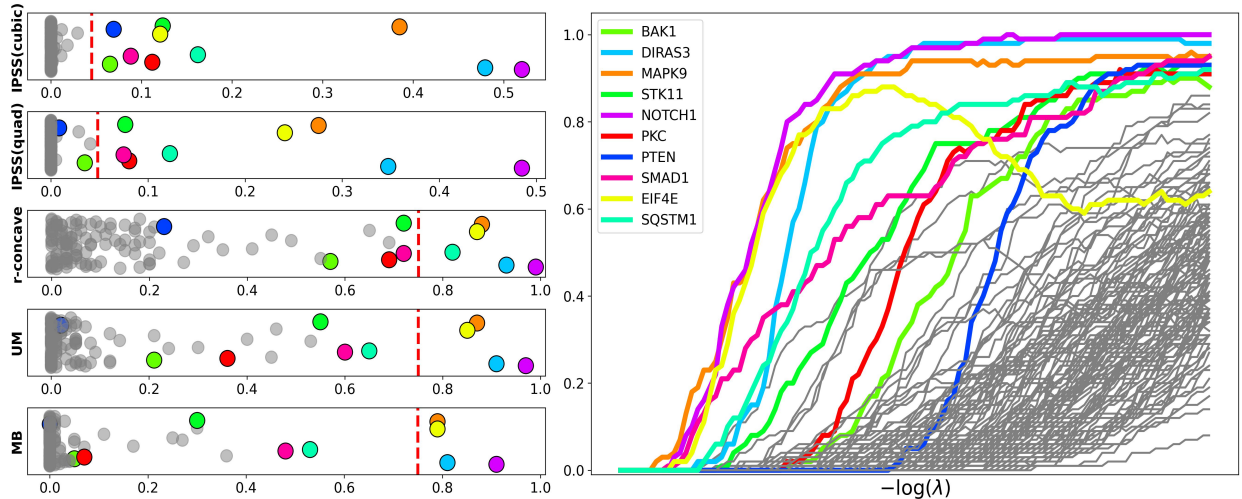 IPSS(cubic)
0.0 0.1 0.2 0.3 0.4 0.5
IPSS(quad)
0.0 0.1 0.2 0.3 0.4 0.5
r-concave
0.0 0.2 0.4 0.6 0.8 1.0
UM
0.0 0.2 0.4 0.6 0.8 1.0
MB
0.0 0.2 0.4 0.6 0.8 1.0
1.0
0.8
0.6
0.4
0.2
0.0
BAK1
DIRAS3
MAPK9
STK11
NOTCH1
PKC
PTEN
SMAD1
EIF4E
SQSTM1
−log(λ)